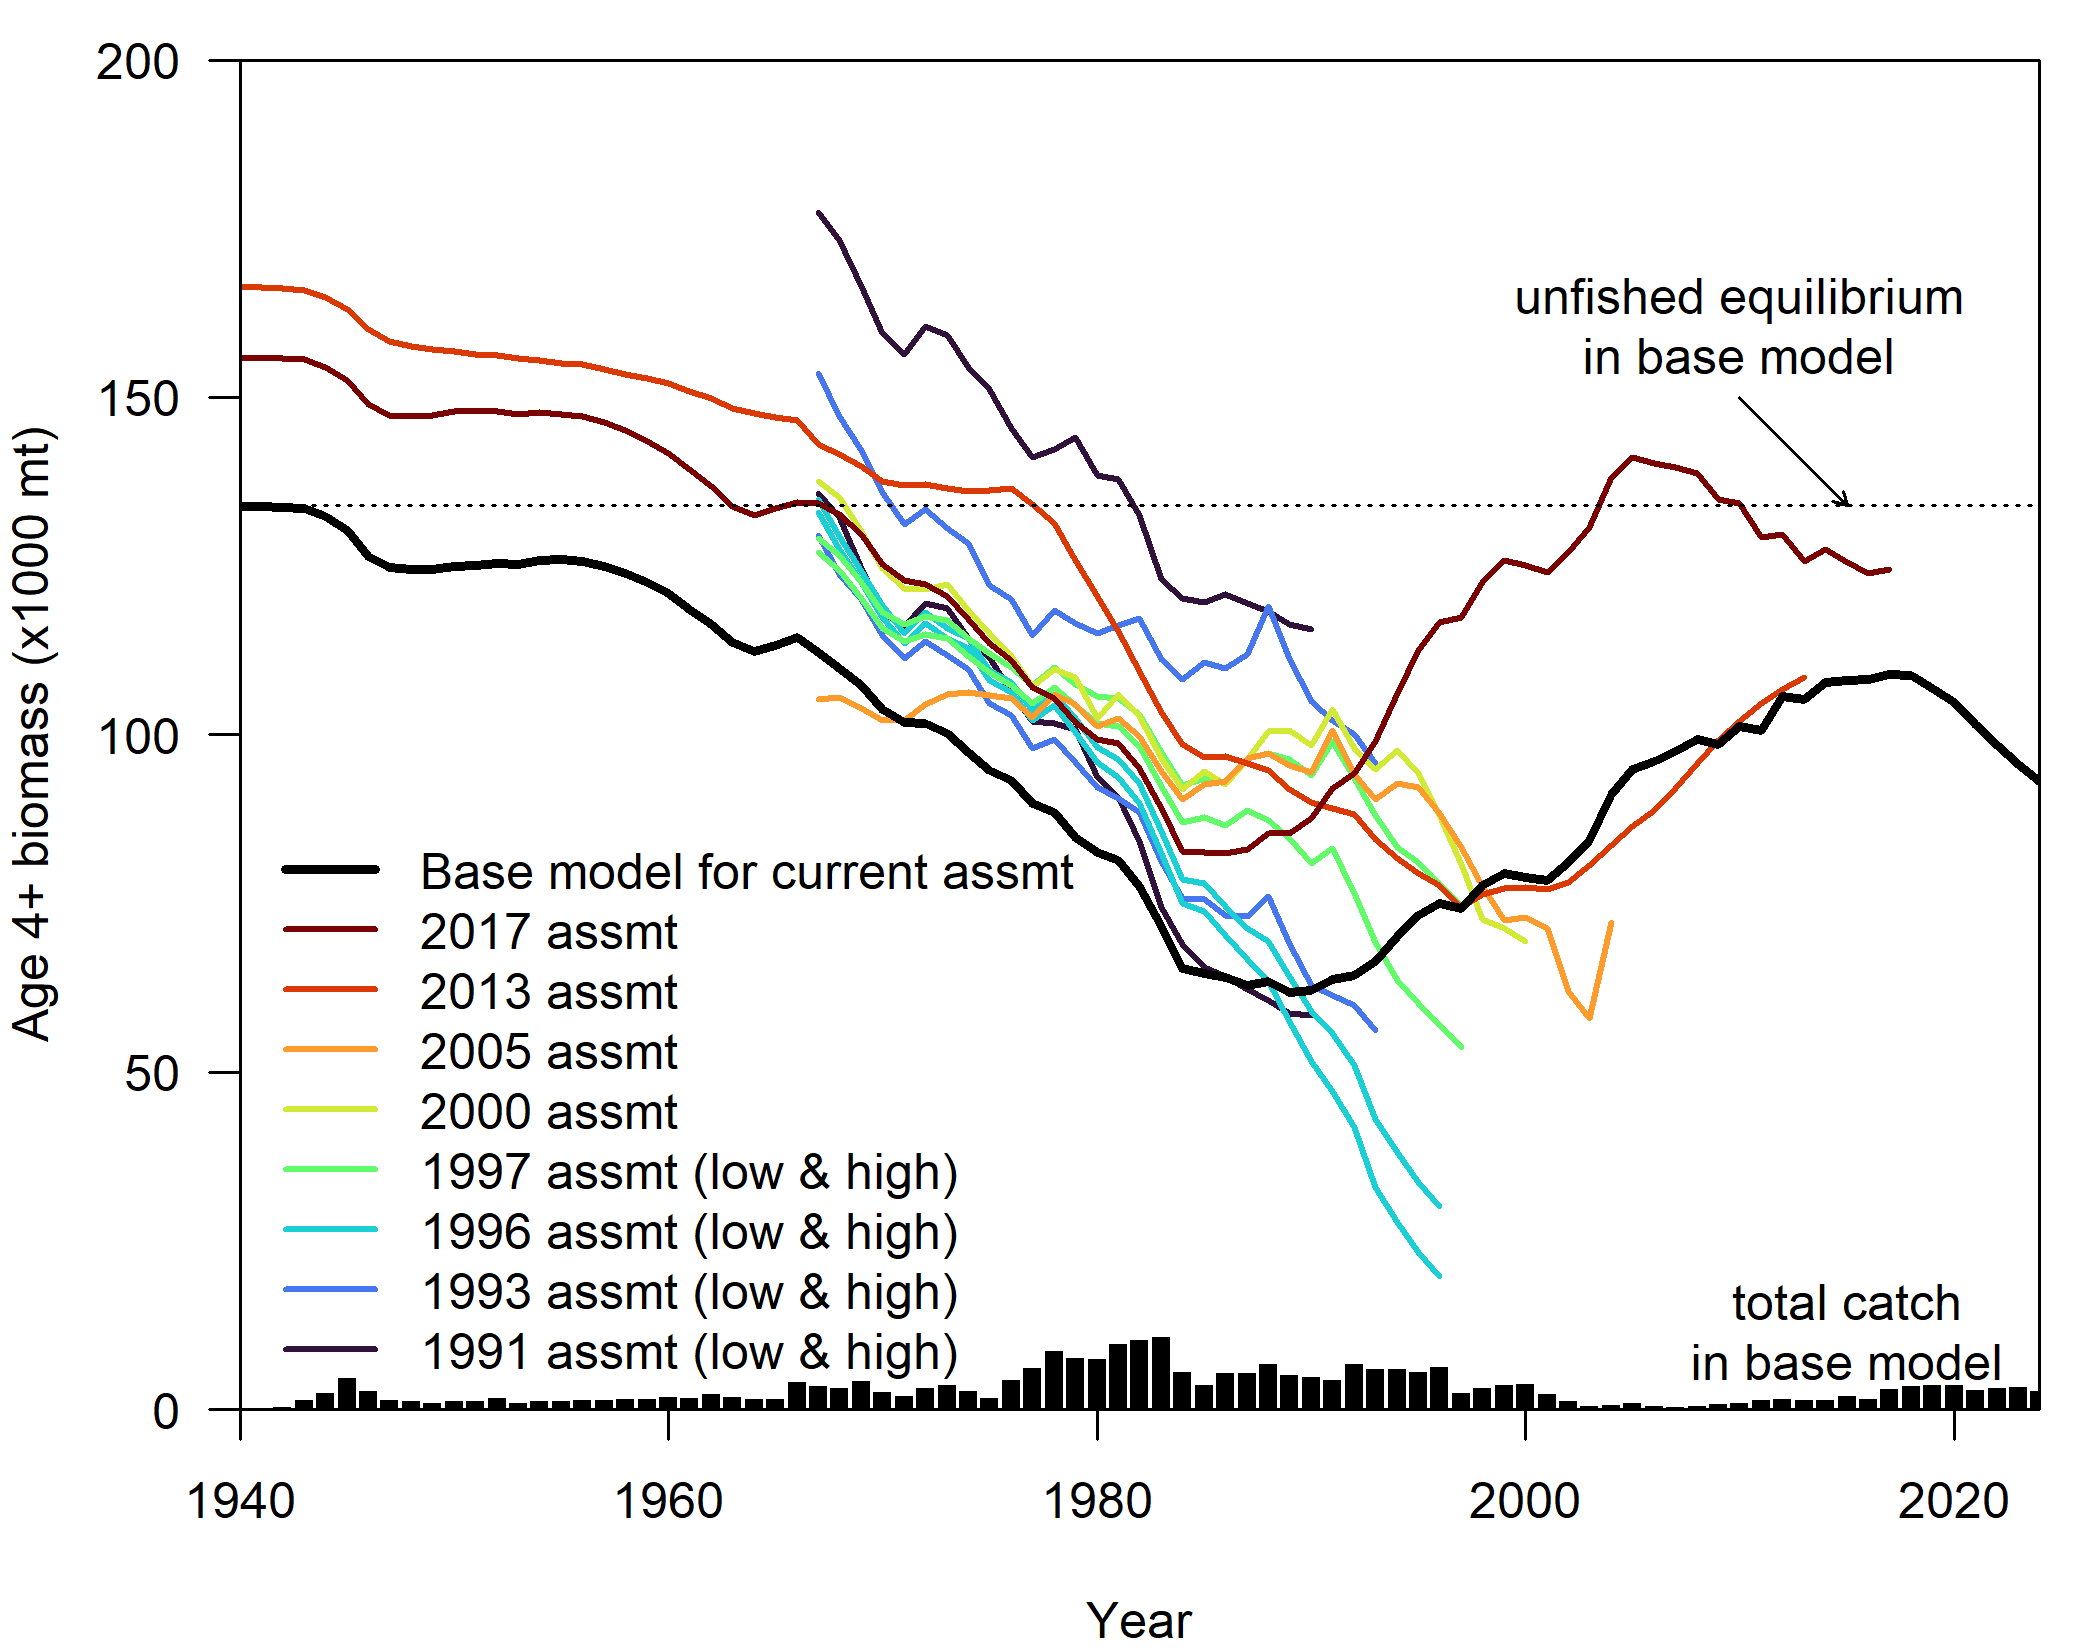 200
150
100
50
0
Age 4+ biomass (x1000 mt)
unfished equilibrium
in base model
Base model for current assmt
2017 assmt
2013 assmt
2005 assmt
2000 assmt
1997 assmt (low & high)
1996 assmt (low & high)
1993 assmt (low & high)
1991 assmt (low & high)
total catch
in base model
1940
1960
1980
2000
2020
Year